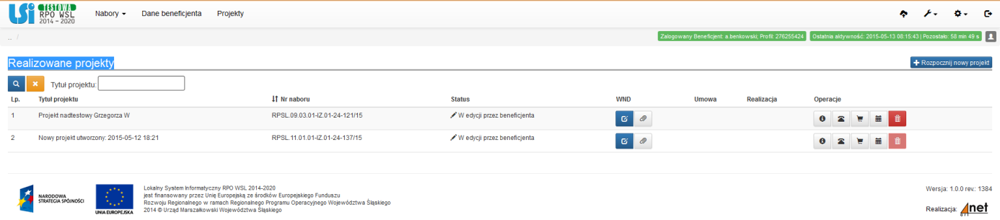 LSI TESTOWA
RPO WSL
2014 – 2020
Nabory Dane beneficjenta Projekty
... /
Zalogowany Beneficjent: a.benkowski; Profil: 276255424 Ostatnia aktywność: 2015-05-13 08:15:43 | Pozostało: 58 min 49 s
Realizowane projekty
Rozpocznij nowy projekt
Tytuł projektu:
Lp. Tytuł projektu Nr naboru Status WND Umowa Realizacja Operacje
1 Projekt nadtestowy Grzegorza W RPSL.09.03.01-IZ.01-24-121/15 W edycji przez beneficjenta
2 Nowy projekt utworzony: 2015-05-12 18:21 RPSL.11.01.01-IZ.01-24-137/15 W edycji przez beneficjenta
NARODOWA
STRATEGIA SPÓJNOŚCI
UNIA EUROPEJSKA
Lokalny System Informatyczny RPO WSL 2014-2020
jest finansowany przez Unię Europejską ze środków Europejskiego Funduszu
Rozwoju Regionalnego w ramach Regionalnego Programu Operacyjnego Województwa Śląskiego
2014 © Urząd Marszałkowski Województwa Śląskiego
Wersja: 1.0.0 rev.: 1384
Realizacja: 4net